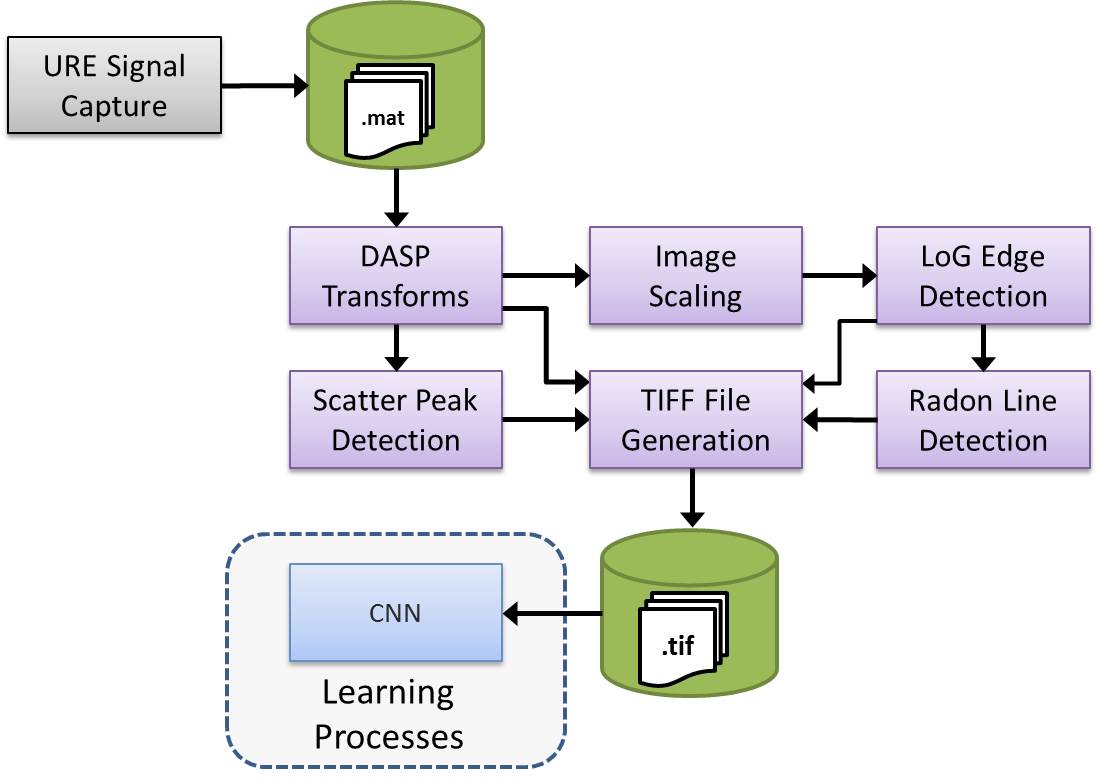 URE Signal
Capture
.mat
DASP
Transforms
Image
Scaling
LoG Edge
Detection
Scatter Peak
Detection
TIFF File
Generation
Radon Line
Detection
CNN
.tif
Learning
Processes